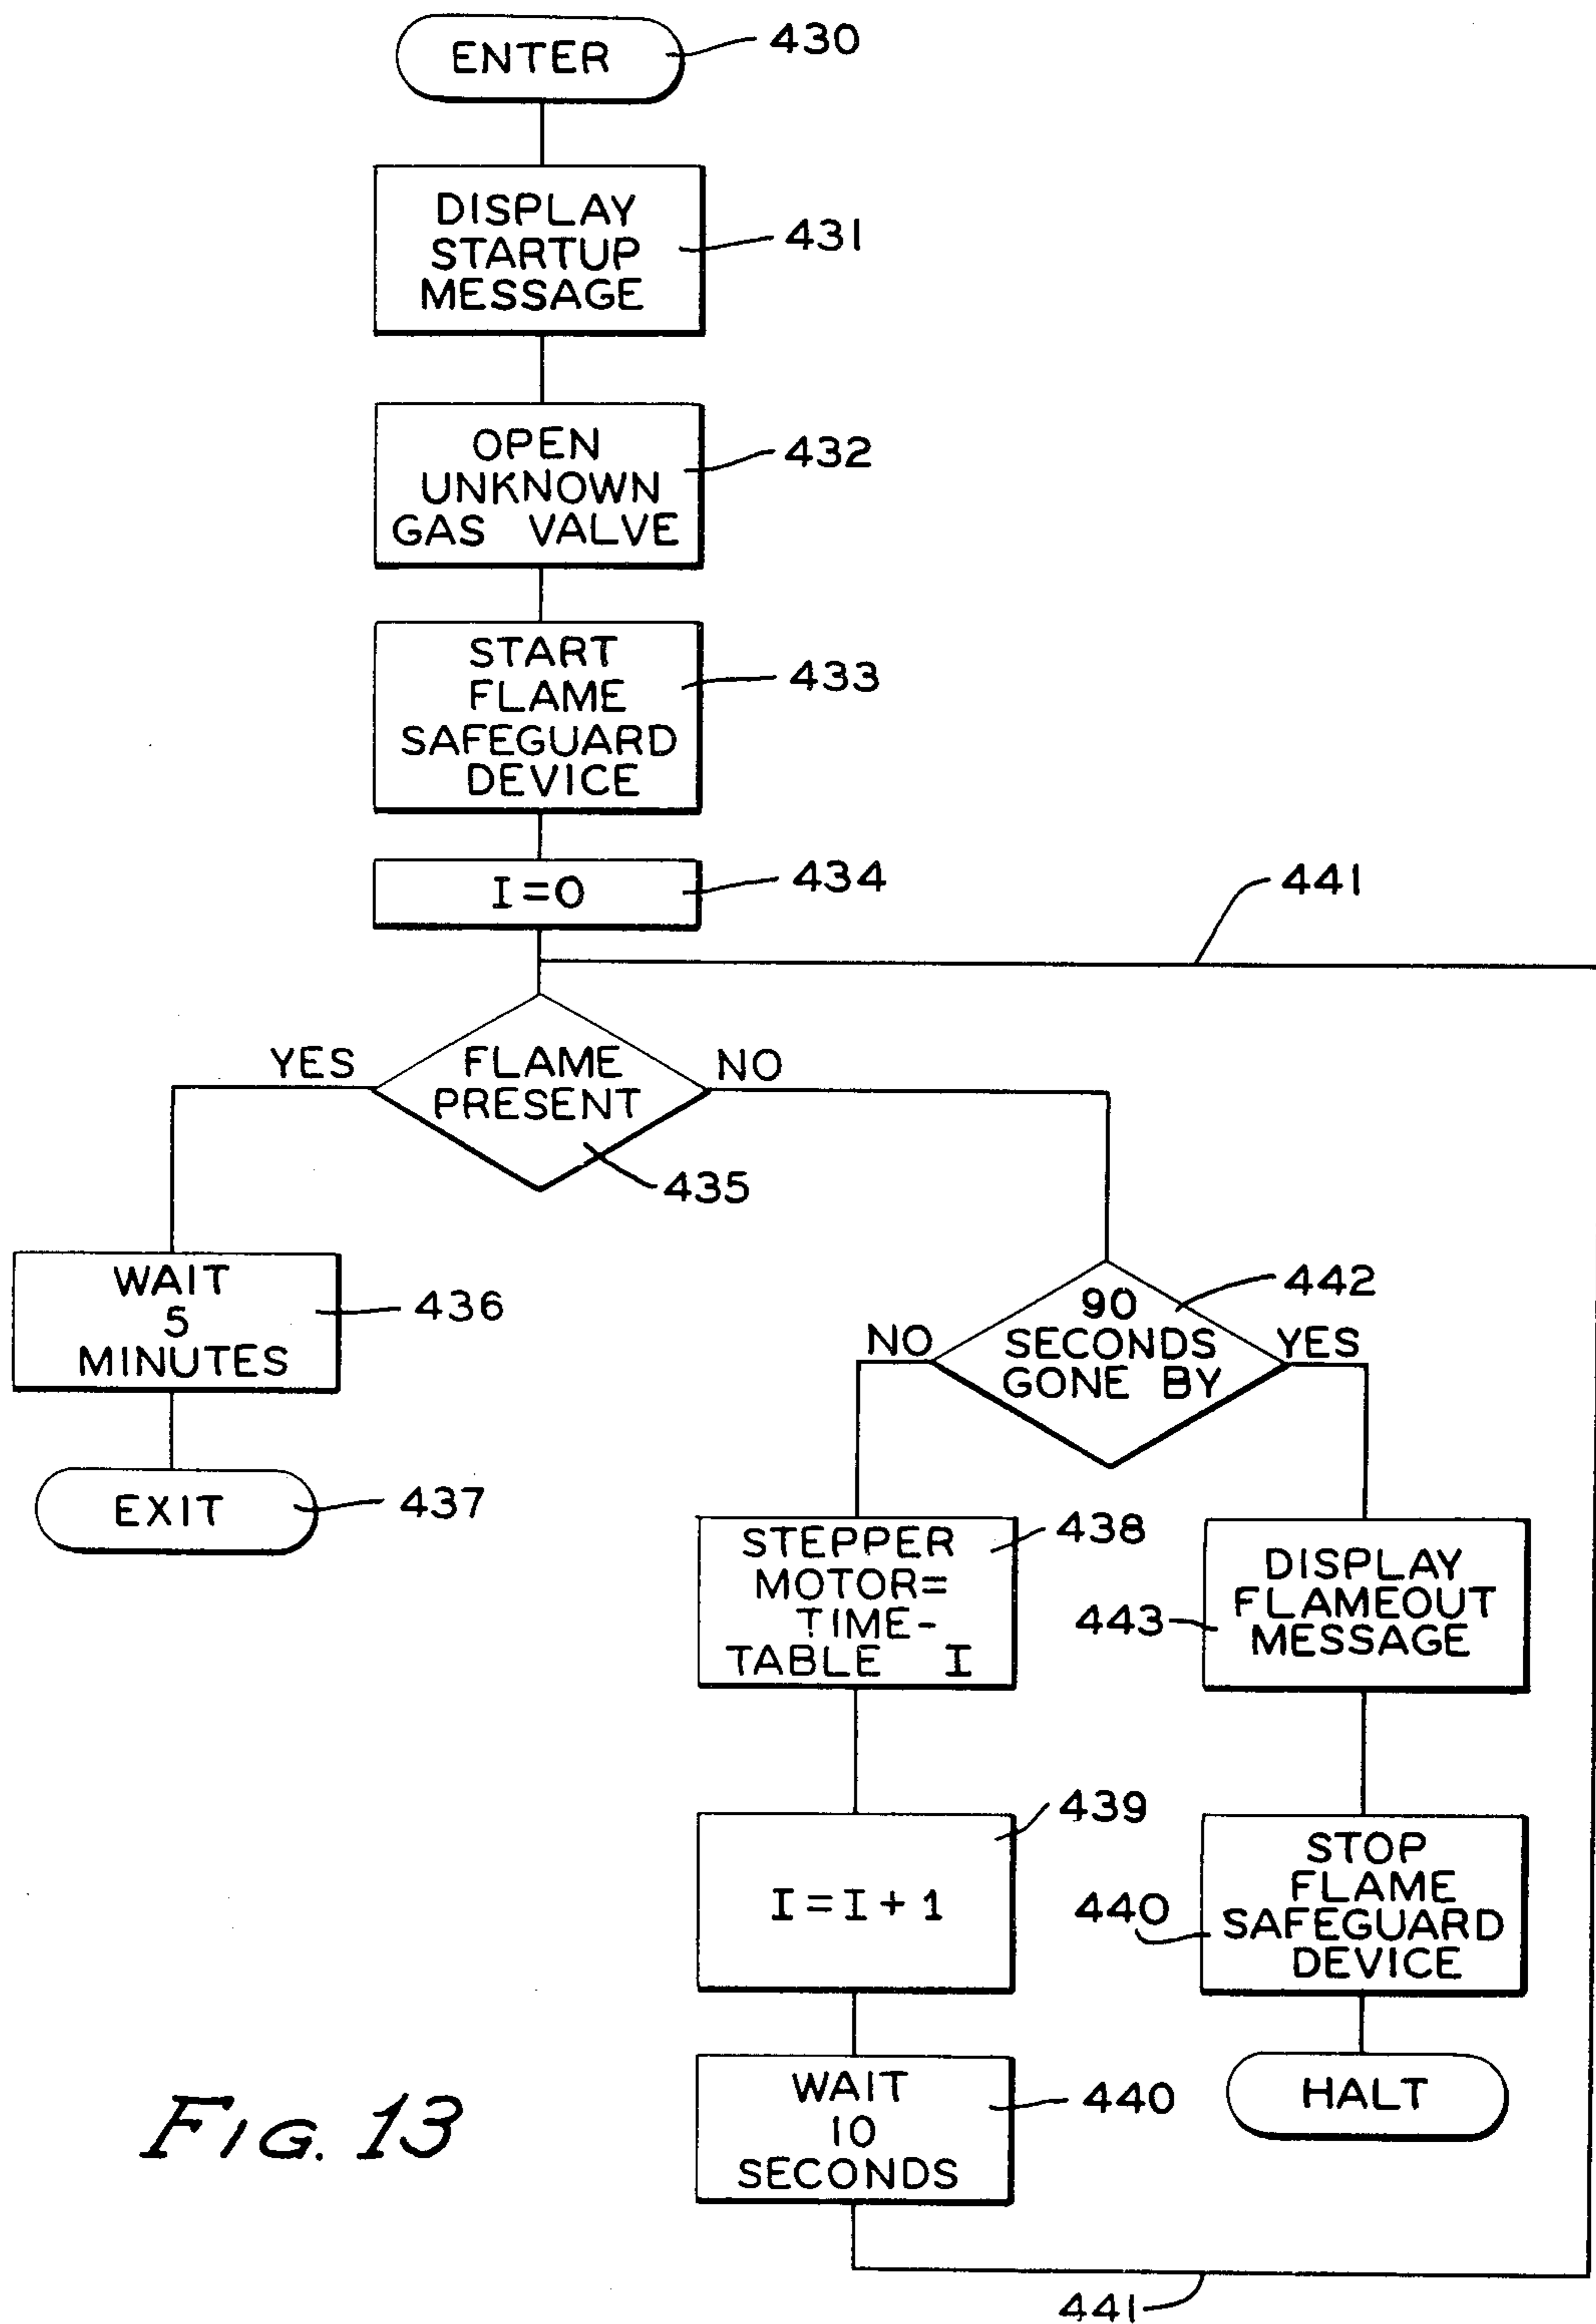 ENTER
430
DISPLAY
STARTUP
MESSAGE
431
OPEN
UNKNOWN
GAS VALVE
432
START
FLAME
SAFEGUARD
DEVICE
433
I=0
434
441
YES
FLAME
PRESENT
NO
435
WAIT
5
MINUTES
436
EXIT
437
442
90
SECONDS
GONE BY
NO
YES
STEPPER
MOTOR=
TIME-
TABLE I
438
DISPLAY
FLAMEOUT
MESSAGE
443
I=I+1
439
STOP
FLAME
SAFEGUARD
DEVICE
440
WAIT
10
SECONDS
440
HALT
441
FIG. 13